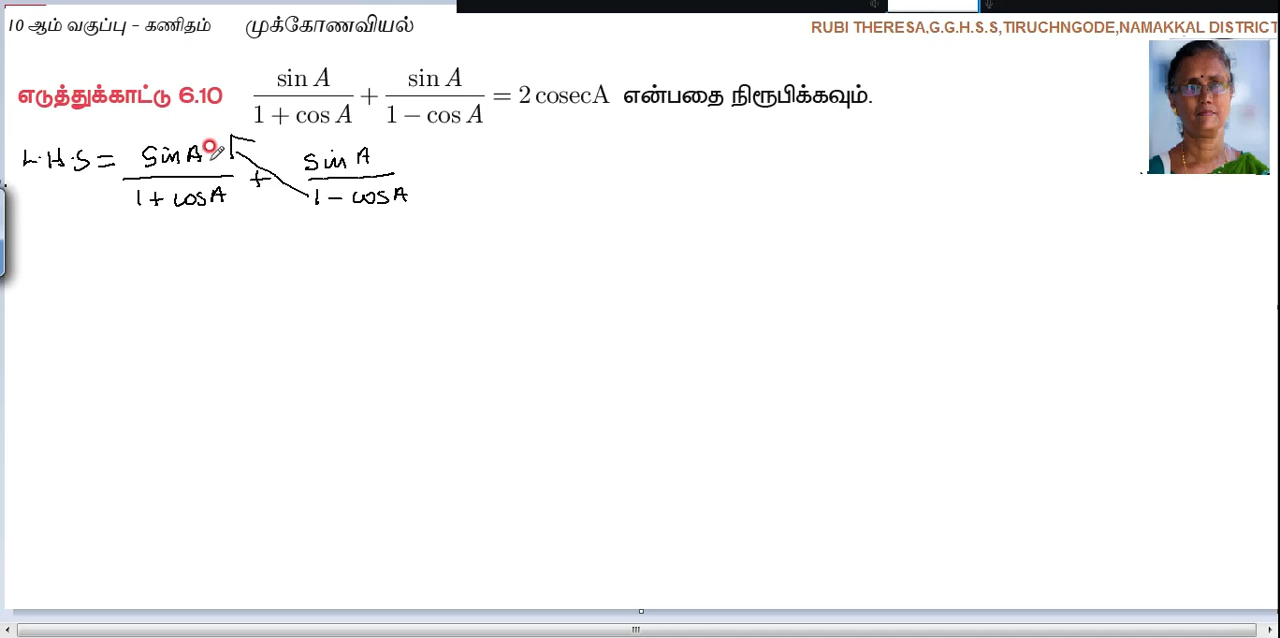 10 ஆம் வகுப்பு - கணிதம் முக்கோணவியல்
RUBI THERESA,G.G.H.S.S,TIRUCHNGODE,NAMAKKAL DISTRICT
எடுத்துக்காட்டு 6.10 sin A / (1 + cos A) + sin A / (1 − cos A) = 2 cosecA என்பதை நிரூபிக்கவும்.
L.H.S = sin A / (1 + cos A) + sin A / (1 − cos A)